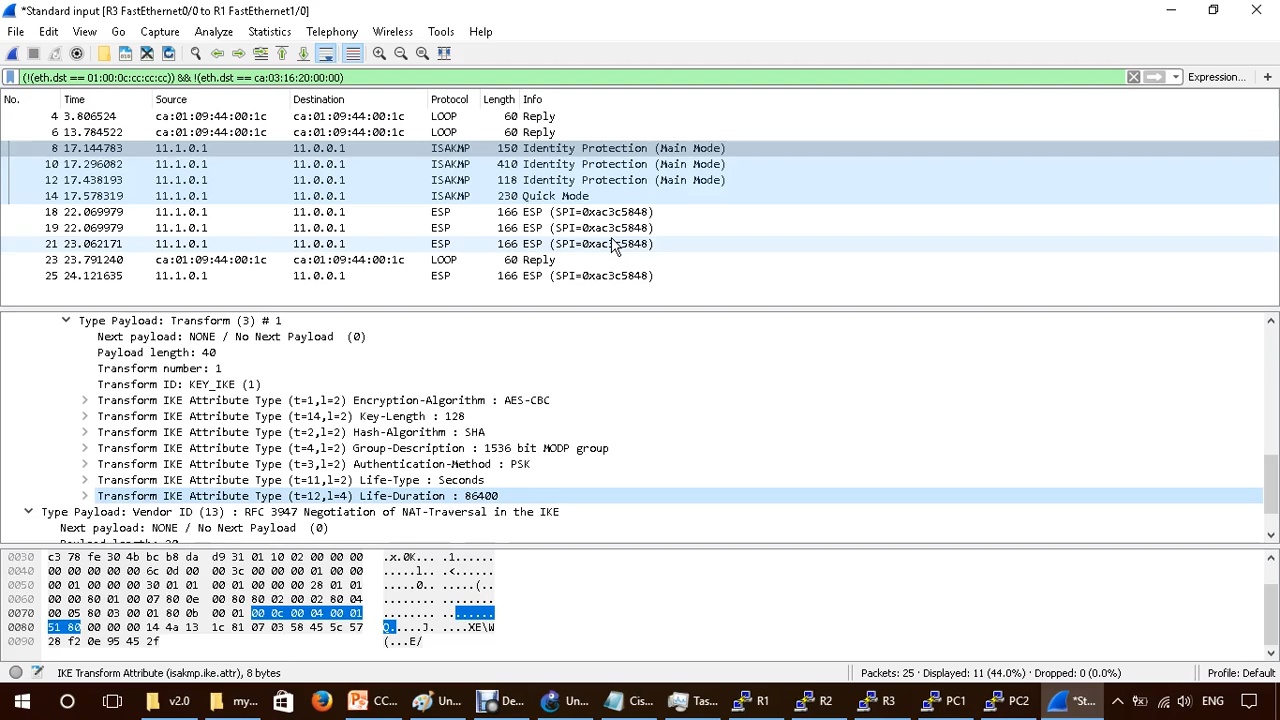 *Standard input [R3 FastEthernet0/0 to R1 FastEthernet1/0]
File Edit View Go Capture Analyze Statistics Telephony Wireless Tools Help
(!(eth.dst == 01:00:0c:cc:cc:cc)) && !(eth.dst == ca:03:16:20:00:00) Expression... +
No. Time Source Destination Protocol Length Info
4 3.806524 ca:01:09:44:00:1c ca:01:09:44:00:1c LOOP 60 Reply
6 13.784522 ca:01:09:44:00:1c ca:01:09:44:00:1c LOOP 60 Reply
8 17.144783 11.1.0.1 11.0.0.1 ISAKMP 150 Identity Protection (Main Mode)
10 17.296082 11.1.0.1 11.0.0.1 ISAKMP 410 Identity Protection (Main Mode)
12 17.438193 11.1.0.1 11.0.0.1 ISAKMP 118 Identity Protection (Main Mode)
14 17.578319 11.1.0.1 11.0.0.1 ISAKMP 230 Quick Mode
18 22.069979 11.1.0.1 11.0.0.1 ESP 166 ESP (SPI=0xac3c5848)
19 22.069979 11.1.0.1 11.0.0.1 ESP 166 ESP (SPI=0xac3c5848)
21 23.062171 11.1.0.1 11.0.0.1 ESP 166 ESP (SPI=0xac3c5848)
23 23.791240 ca:01:09:44:00:1c ca:01:09:44:00:1c LOOP 60 Reply
25 24.121635 11.1.0.1 11.0.0.1 ESP 166 ESP (SPI=0xac3c5848)
Type Payload: Transform (3) # 1
Next payload: NONE / No Next Payload (0)
Payload length: 40
Transform number: 1
Transform ID: KEY_IKE (1)
Transform IKE Attribute Type (t=1,l=2) Encryption-Algorithm : AES-CBC
Transform IKE Attribute Type (t=14,l=2) Key-Length : 128
Transform IKE Attribute Type (t=2,l=2) Hash-Algorithm : SHA
Transform IKE Attribute Type (t=4,l=2) Group-Description : 1536 bit MODP group
Transform IKE Attribute Type (t=3,l=2) Authentication-Method : PSK
Transform IKE Attribute Type (t=11,l=2) Life-Type : Seconds
Transform IKE Attribute Type (t=12,l=4) Life-Duration : 86400
Type Payload: Vendor ID (13) : RFC 3947 Negotiation of NAT-Traversal in the IKE
Next payload: NONE / No Next Payload (0)
0030 c3 78 fe 30 4b bc b8 da d9 31 01 10 02 00 00 00 .x.0K... .1......
0040 00 00 00 00 6c 0d 00 00 3c 00 00 00 01 00 00 ....l... <......
0050 00 01 00 00 30 01 01 00 00 00 28 01 01 ....0... .....(..
0060 00 00 80 01 00 07 80 0e 00 80 80 02 00 02 80 04 ........ ........
0070 00 05 80 03 00 01 80 0b 00 01 00 0c 00 04 00 01 ........ ........
0080 51 80 00 00 00 14 4a 13 1c 81 07 03 58 45 5c 57 Q.....J. ....XE\W
0090 28 f2 0e 95 45 2f (...E/
IKE Transform Attribute (isakmp.ike.attr), 8 bytes Packets: 25 · Displayed: 11 (44.0%) · Dropped: 0 (0.0%) Profile: Default
v2.0 my... CC... Un... De... Un... Cis... Tas... R1 R2 R3 PC1 PC2 *St... ENG